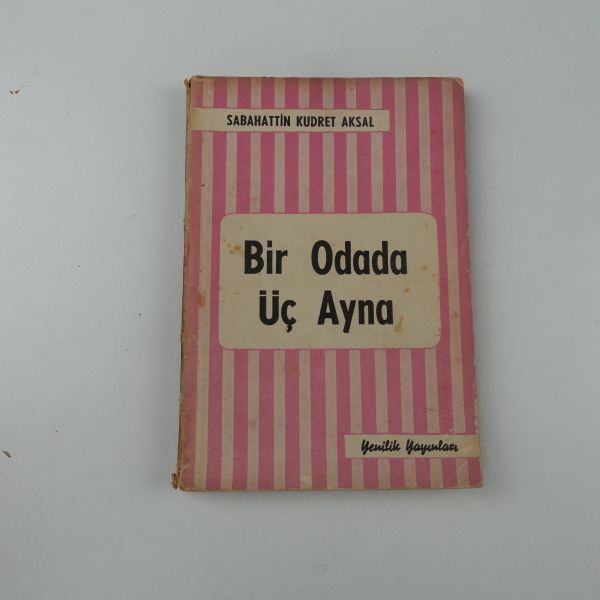 SABAHATTİN KUDRET AKSAL
Bir Odada
Üç Ayna
Yenilik Yayınları